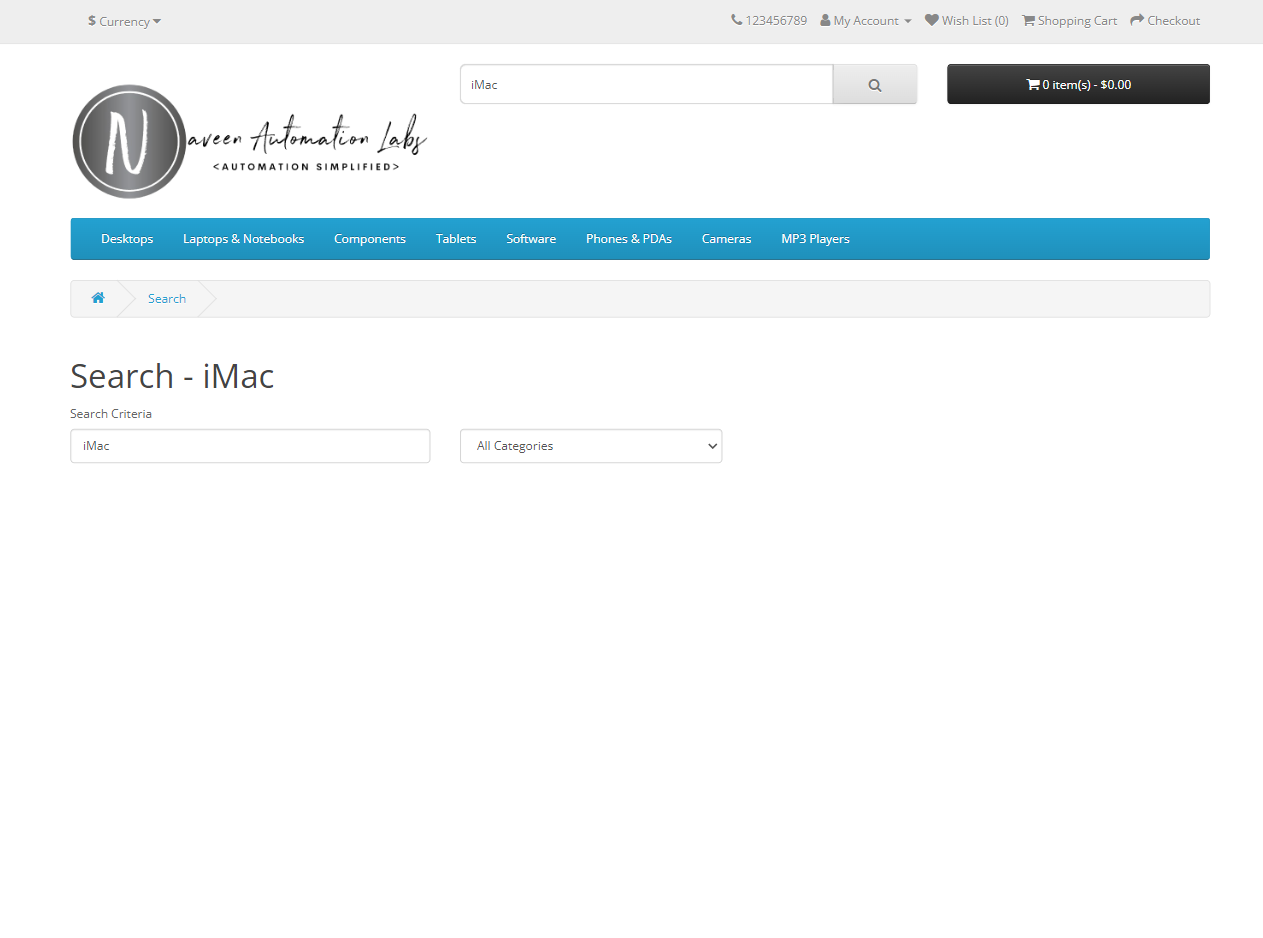 $ Currency
123456789 My Account Wish List (0) Shopping Cart Checkout
iMac
0 item(s) - $0.00
Naveen Automation Labs
<AUTOMATION SIMPLIFIED>
Desktops Laptops & Notebooks Components Tablets Software Phones & PDAs Cameras MP3 Players
Search
Search - iMac
Search Criteria
iMac
All Categories